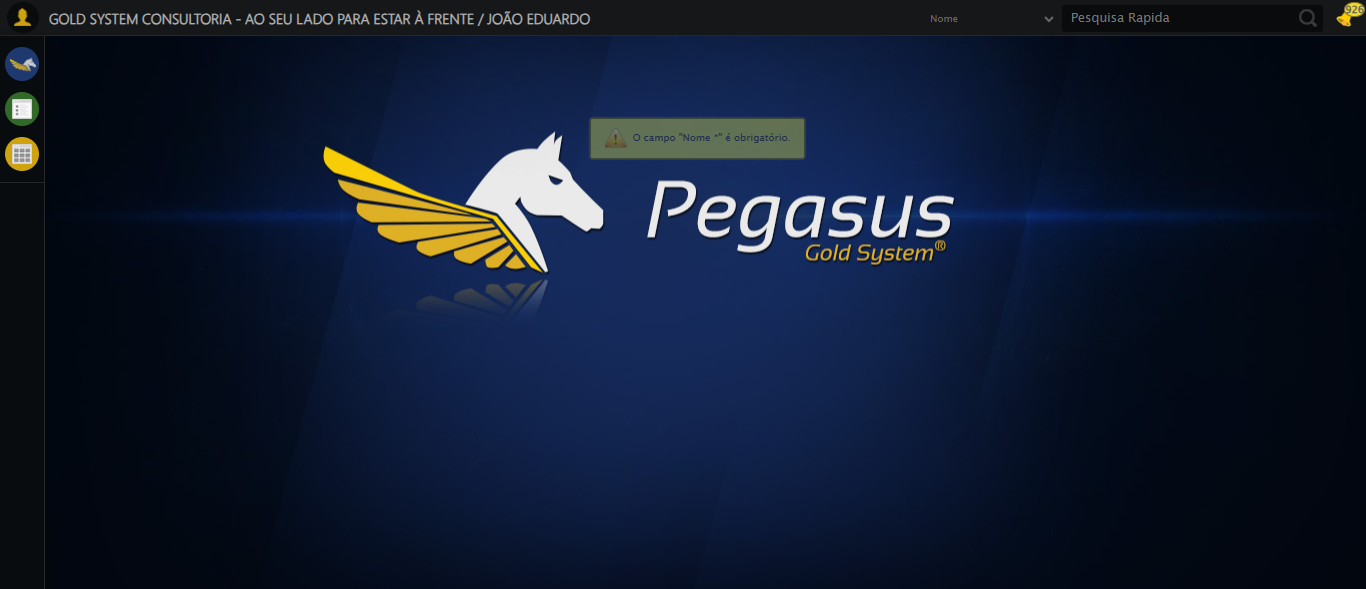 GOLD SYSTEM CONSULTORIA - AO SEU LADO PARA ESTAR À FRENTE / JOÃO EDUARDO
Nome
Pesquisa Rapida
926
O campo "Nome *" é obrigatório.
Pegasus
Gold System®